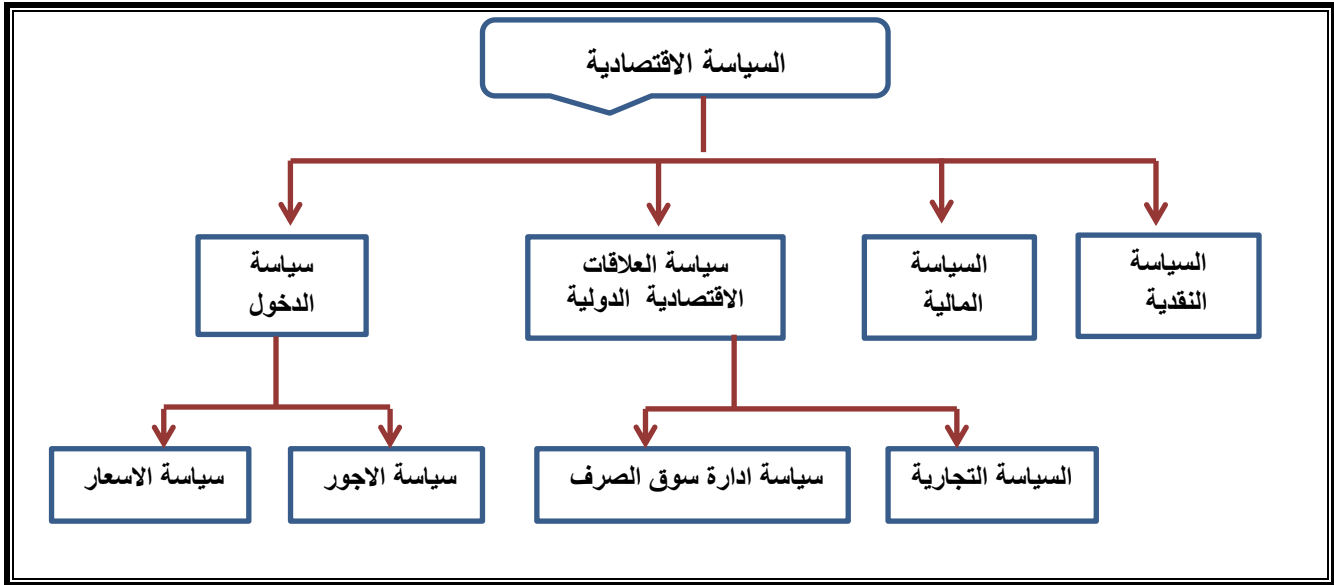 السياسة الاقتصادية
السياسة
النقدية
السياسة
المالية
سياسة العلاقات
الاقتصادية الدولية
سياسة
الدخول
السياسة التجارية
سياسة ادارة سوق الصرف
سياسة الاجور
سياسة الاسعار